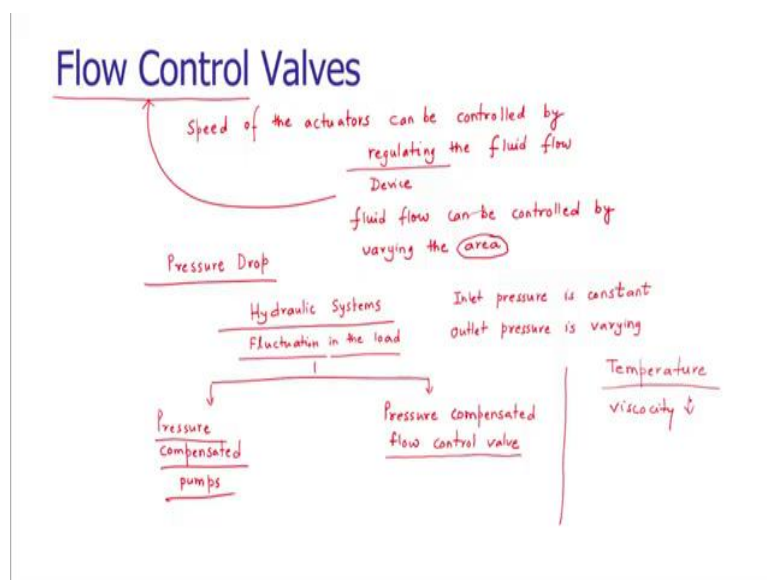 Flow Control Valves
Speed of the actuators can be controlled by
regulating the fluid flow
Device
fluid flow can be controlled by
varying the area
Pressure Drop
Hydraulic Systems
Fluctuation in the load
Inlet pressure is constant
outlet pressure is varying
Pressure
compensated
pumps
Pressure compensated
flow control valve
Temperature
viscocity ↓